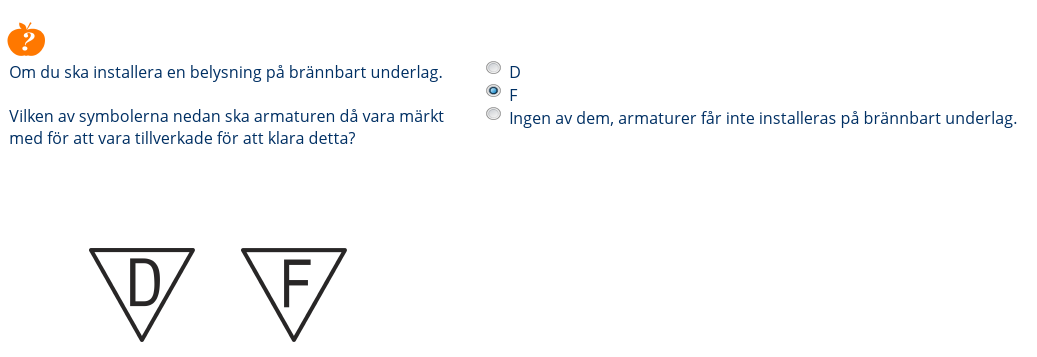 ?
Om du ska installera en belysning på brännbart underlag.
Vilken av symbolerna nedan ska armaturen då vara märkt
med för att vara tillverkade för att klara detta?
D
F
Ingen av dem, armaturer får inte installeras på brännbart underlag.
D F